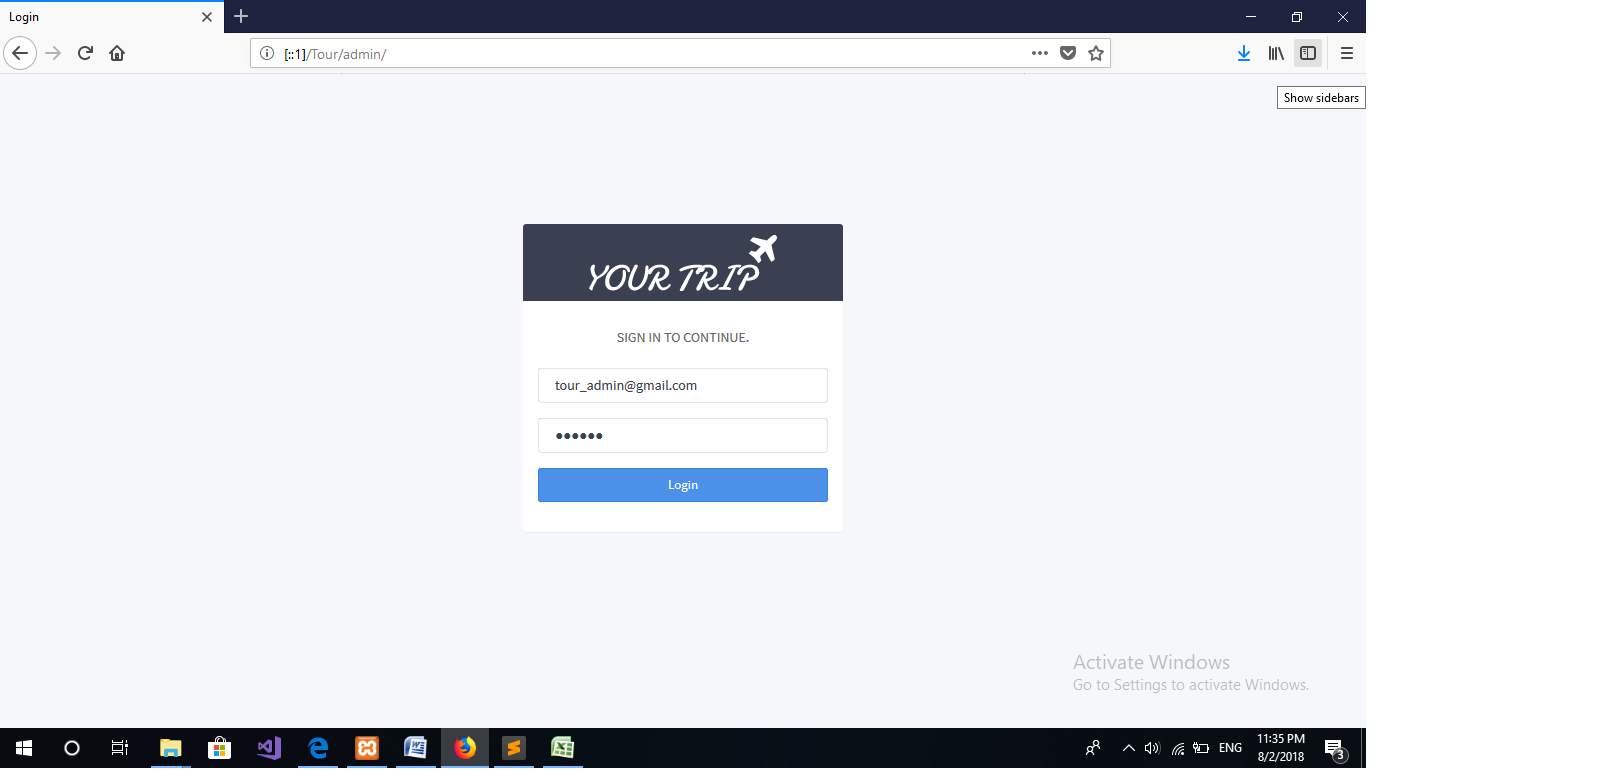 Login
[::1]/Tour/admin/
Show sidebars
YOUR TRIP
SIGN IN TO CONTINUE.
tour_admin@gmail.com
••••••
Login
Activate Windows
Go to Settings to activate Windows.
ENG
11:35 PM
8/2/2018
3